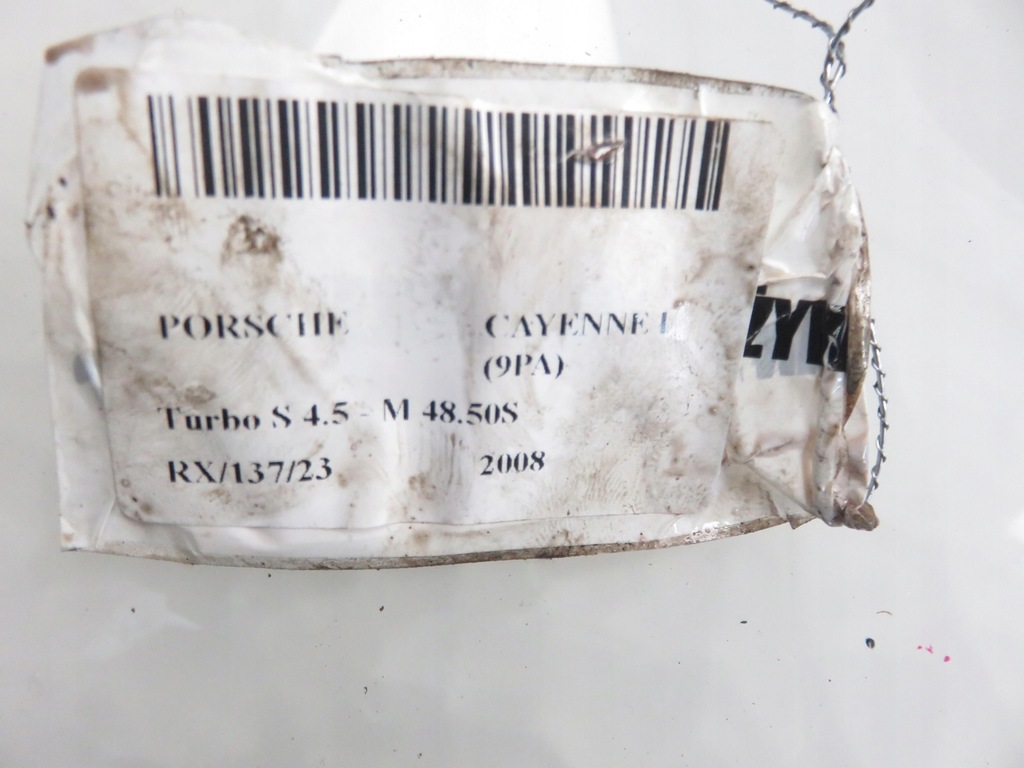 PORSCHE CAYENNE I
(9PA)
Turbo S 4.5 - M 48.50S
RX/137/23 2008